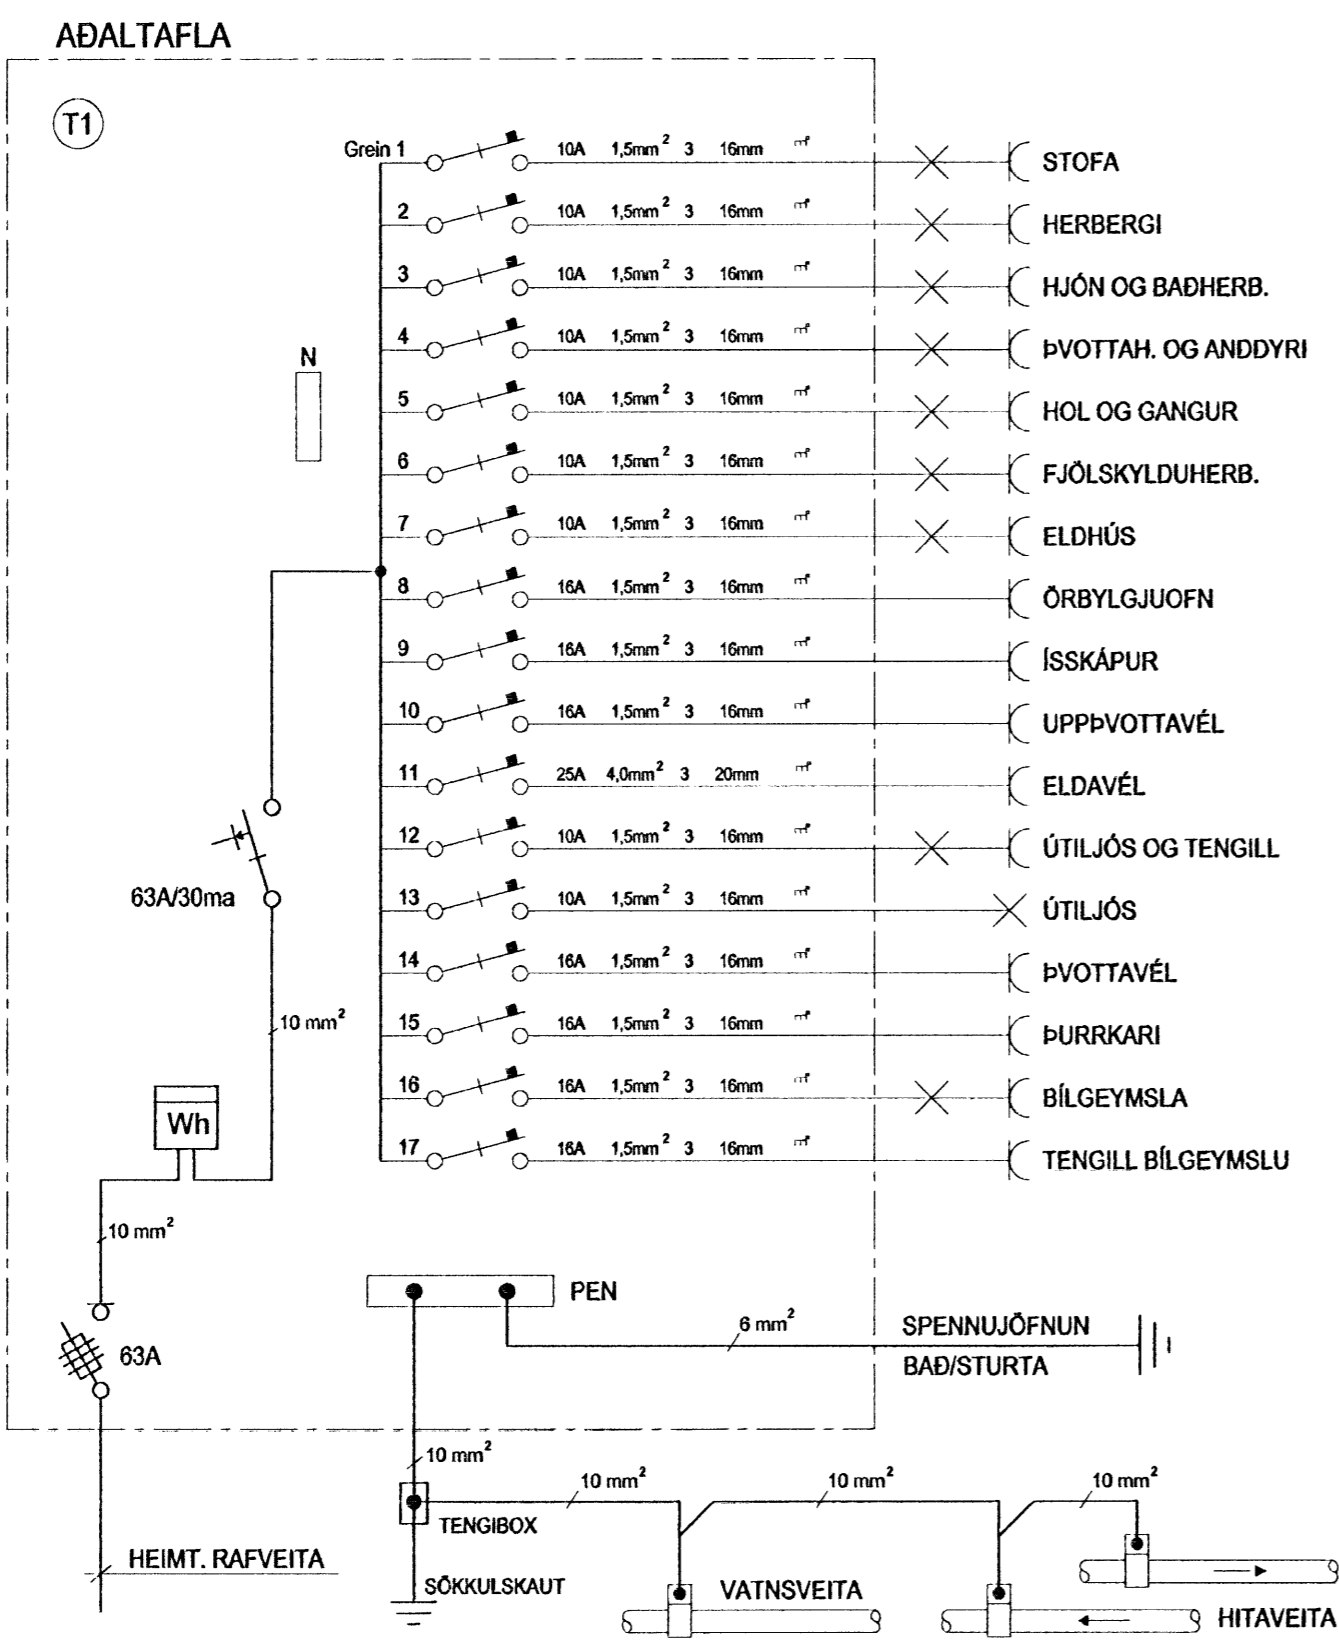 AÐALTAFLA
T1
Grein 1 10A 1,5mm² 3 16mm STOFA
2 10A 1,5mm² 3 16mm HERBERGI
3 10A 1,5mm² 3 16mm HJÓN OG BAÐHERB.
4 10A 1,5mm² 3 16mm ÞVOTTAH. OG ANDDYRI
N
5 10A 1,5mm² 3 16mm HOL OG GANGUR
6 10A 1,5mm² 3 16mm FJÖLSKYLDUHERB.
7 10A 1,5mm² 3 16mm ELDHÚS
8 16A 1,5mm² 3 16mm ÖRBYLGJUOFN
9 16A 1,5mm² 3 16mm ÍSSKÁPUR
10 16A 1,5mm² 3 16mm UPPÞVOTTAVÉL
11 25A 4,0mm² 3 20mm ELDAVÉL
12 10A 1,5mm² 3 16mm ÚTILJÓS OG TENGILL
63A/30ma
13 10A 1,5mm² 3 16mm ÚTILJÓS
14 16A 1,5mm² 3 16mm ÞVOTTAVÉL
10 mm²
15 16A 1,5mm² 3 16mm ÞURRKARI
16 16A 1,5mm² 3 16mm BÍLGEYMSLA
Wh
17 16A 1,5mm² 3 16mm TENGILL BÍLGEYMSLU
10 mm²
PEN
6 mm² SPENNUJÖFNUN
BAÐ/STURTA
63A
10 mm²
10 mm² 10 mm² 10 mm²
TENGIBOX
HEIMT. RAFVEITA
SÖKKULSKAUT
VATNSVEITA
HITAVEITA